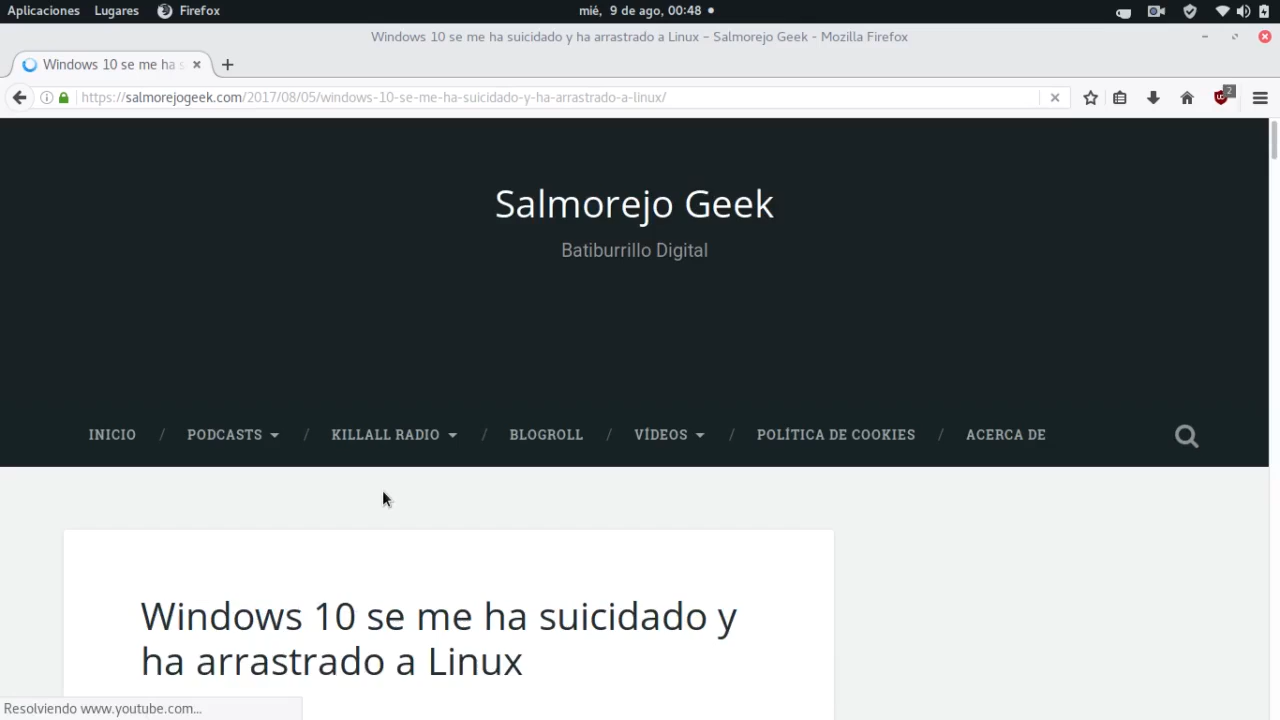 Aplicaciones Lugares Firefox mié, 9 de ago, 00:48
Windows 10 se me ha suicidado y ha arrastrado a Linux – Salmorejo Geek - Mozilla Firefox
Windows 10 se me ha s
https://salmorejogeek.com/2017/08/05/windows-10-se-me-ha-suicidado-y-ha-arrastrado-a-linux/
2
Salmorejo Geek
Batiburrillo Digital
INICIO / PODCASTS / KILLALL RADIO / BLOGROLL / VÍDEOS / POLÍTICA DE COOKIES / ACERCA DE
Windows 10 se me ha suicidado y
ha arrastrado a Linux
Resolviendo www.youtube.com...